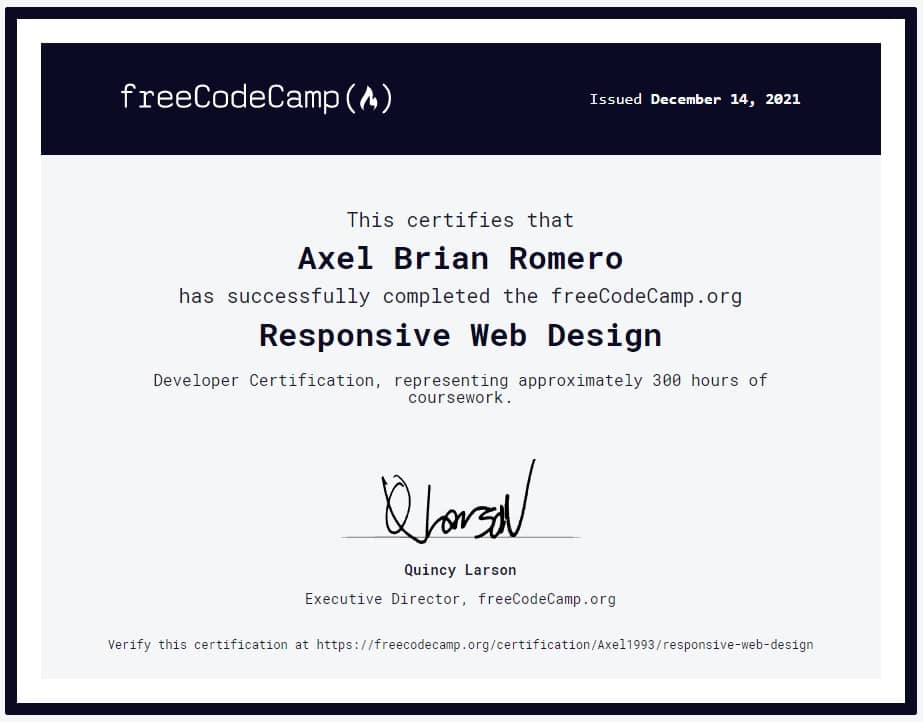 freeCodeCamp
Issued December 14, 2021
This certifies that
Axel Brian Romero
has successfully completed the freeCodeCamp.org
Responsive Web Design
Developer Certification, representing approximately 300 hours of
coursework.
Q Larson
Quincy Larson
Executive Director, freeCodeCamp.org
Verify this certification at https://freecodecamp.org/certification/Axel1993/responsive-web-design